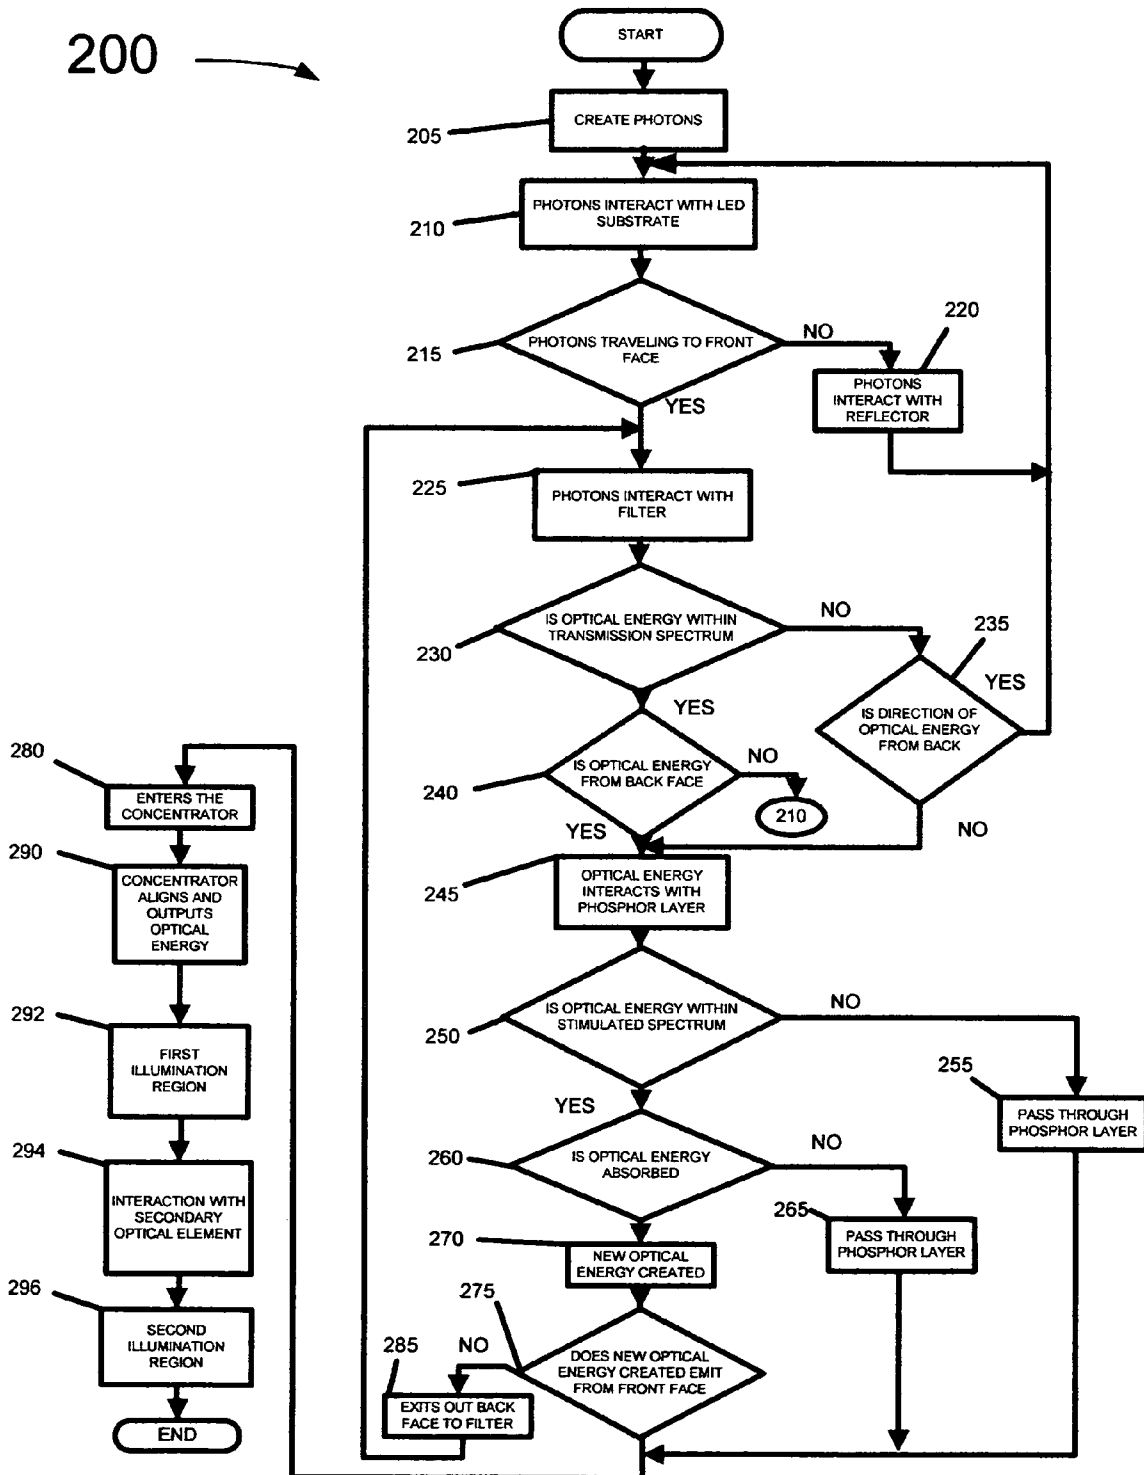 200
START
205
CREATE PHOTONS
210
PHOTONS INTERACT WITH LED
SUBSTRATE
215
PHOTONS TRAVELING TO FRONT
FACE
NO
220
PHOTONS
INTERACT WITH
REFLECTOR
YES
225
PHOTONS INTERACT WITH
FILTER
230
IS OPTICAL ENERGY WITHIN
TRANSMISSION SPECTRUM
NO
235
IS DIRECTION OF
OPTICAL ENERGY
FROM BACK
YES
NO
YES
240
IS OPTICAL ENERGY
FROM BACK FACE
NO
210
YES
245
OPTICAL ENERGY
INTERACTS WITH
PHOSPHOR LAYER
250
IS OPTICAL ENERGY WITHIN
STIMULATED SPECTRUM
NO
255
PASS THROUGH
PHOSPHOR LAYER
YES
260
IS OPTICAL ENERGY
ABSORBED
NO
265
PASS THROUGH
PHOSPHOR LAYER
270
NEW OPTICAL
ENERGY CREATED
275
DOES NEW OPTICAL
ENERGY CREATED EMIT
FROM FRONT FACE
NO
285
EXITS OUT BACK
FACE TO FILTER
280
ENTERS THE
CONCENTRATOR
290
CONCENTRATOR
ALIGNS AND
OUTPUTS
OPTICAL
ENERGY
292
FIRST
ILLUMINATION
REGION
294
INTERACTION WITH
SECONDARY
OPTICAL ELEMENT
296
SECOND
ILLUMINATION
REGION
END